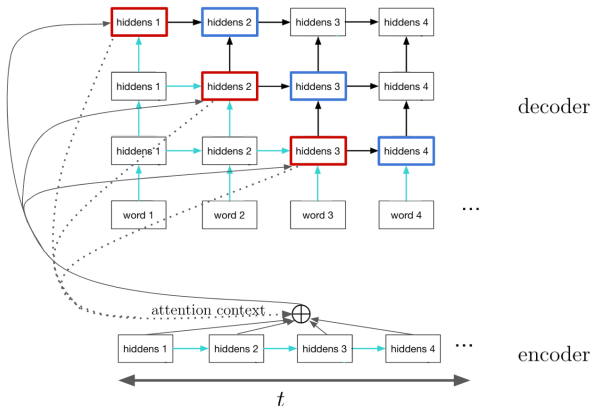 hiddens 1 hiddens 2 hiddens 3 hiddens 4
hiddens 1 hiddens 2 hiddens 3 hiddens 4
decoder
hiddens 1 hiddens 2 hiddens 3 hiddens 4
word 1 word 2 word 3 word 4 ...
attention context
hiddens 1 hiddens 2 hiddens 3 hiddens 4 ...
encoder
t